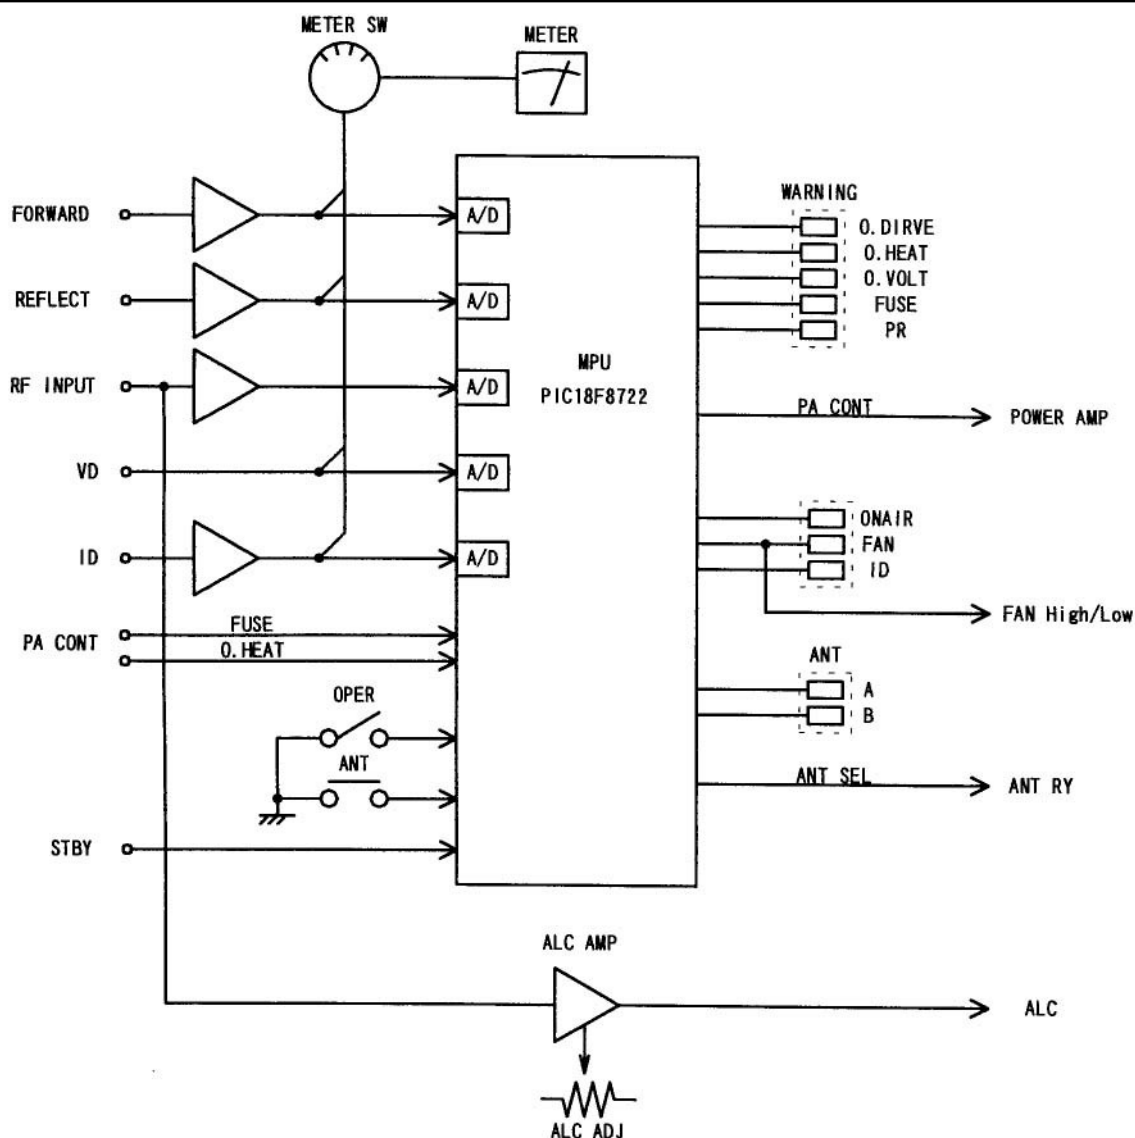 METER SW
METER
FORWARD
A/D
REFLECT
A/D
RF INPUT
A/D
VD
A/D
ID
A/D
PA CONT
FUSE
O.HEAT
OPER
ANT
STBY
MPU
PIC18F8722
WARNING
O.DIRVE
O.HEAT
O.VOLT
FUSE
PR
PA CONT
POWER AMP
ONAIR
FAN
ID
FAN High/Low
ANT
A
B
ANT SEL
ANT RY
ALC AMP
ALC
ALC ADJ